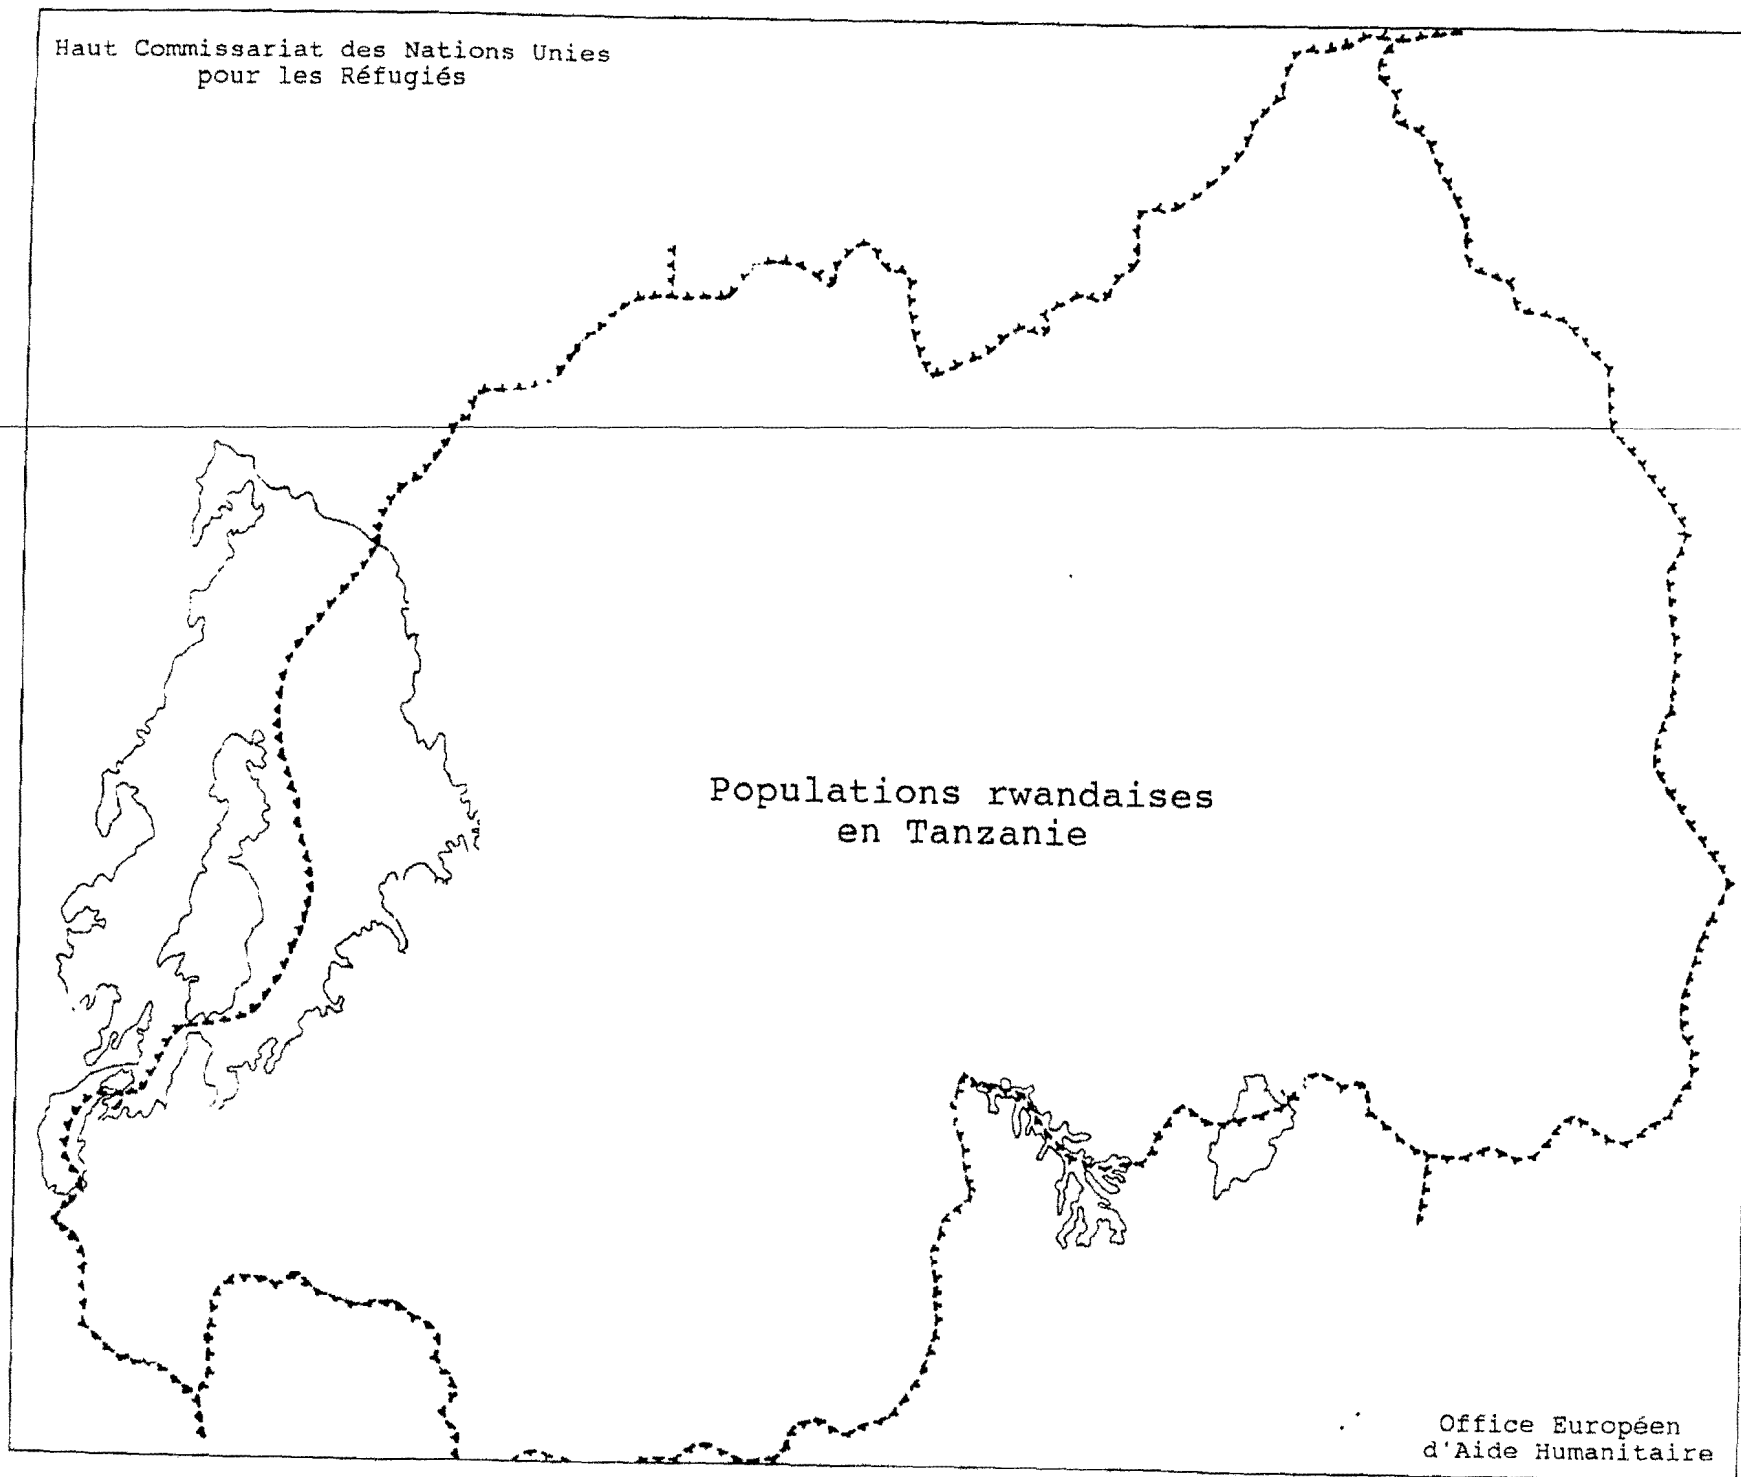 Haut Commissariat des Nations Unies
pour les Réfugiés
Populations rwandaises
en Tanzanie
Office Européen
d'Aide Humanitaire